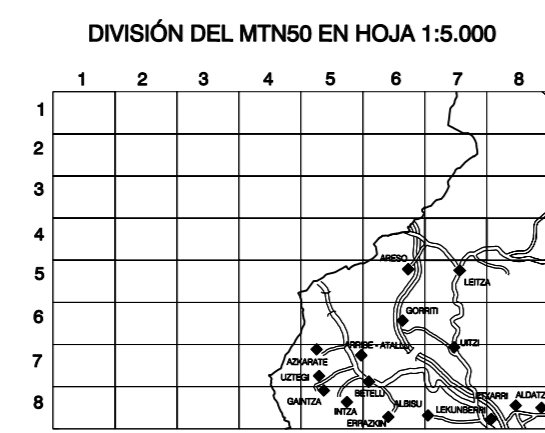 DIVISIÓN DEL MTN50 EN HOJA 1:5.000
1 2 3 4 5 6 7 8
1
2
3
4
ARESO
5
LEITZA
6
GORRITI
ARRIBE - ATALLU
UITZI
7
AZKARATE
UZTEGI
BETELU
ETXARRI ALDATZ
8
GAINTZA
INTZA
ALBISU
LEKUNBERRI
ERRAZKIN